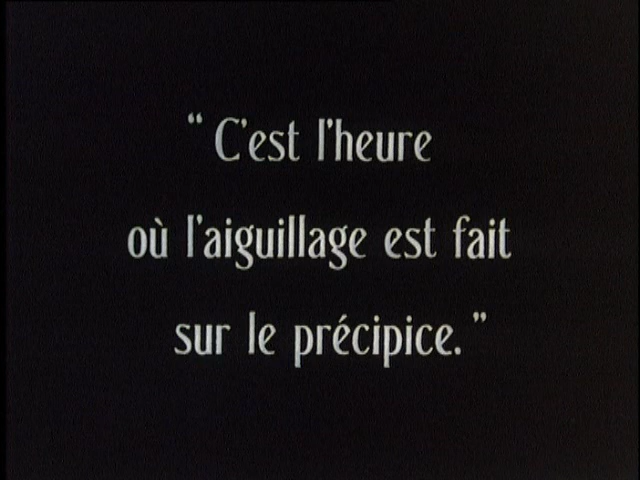 “C'est l'heure
où l'aiguillage est fait
sur le précipice.”